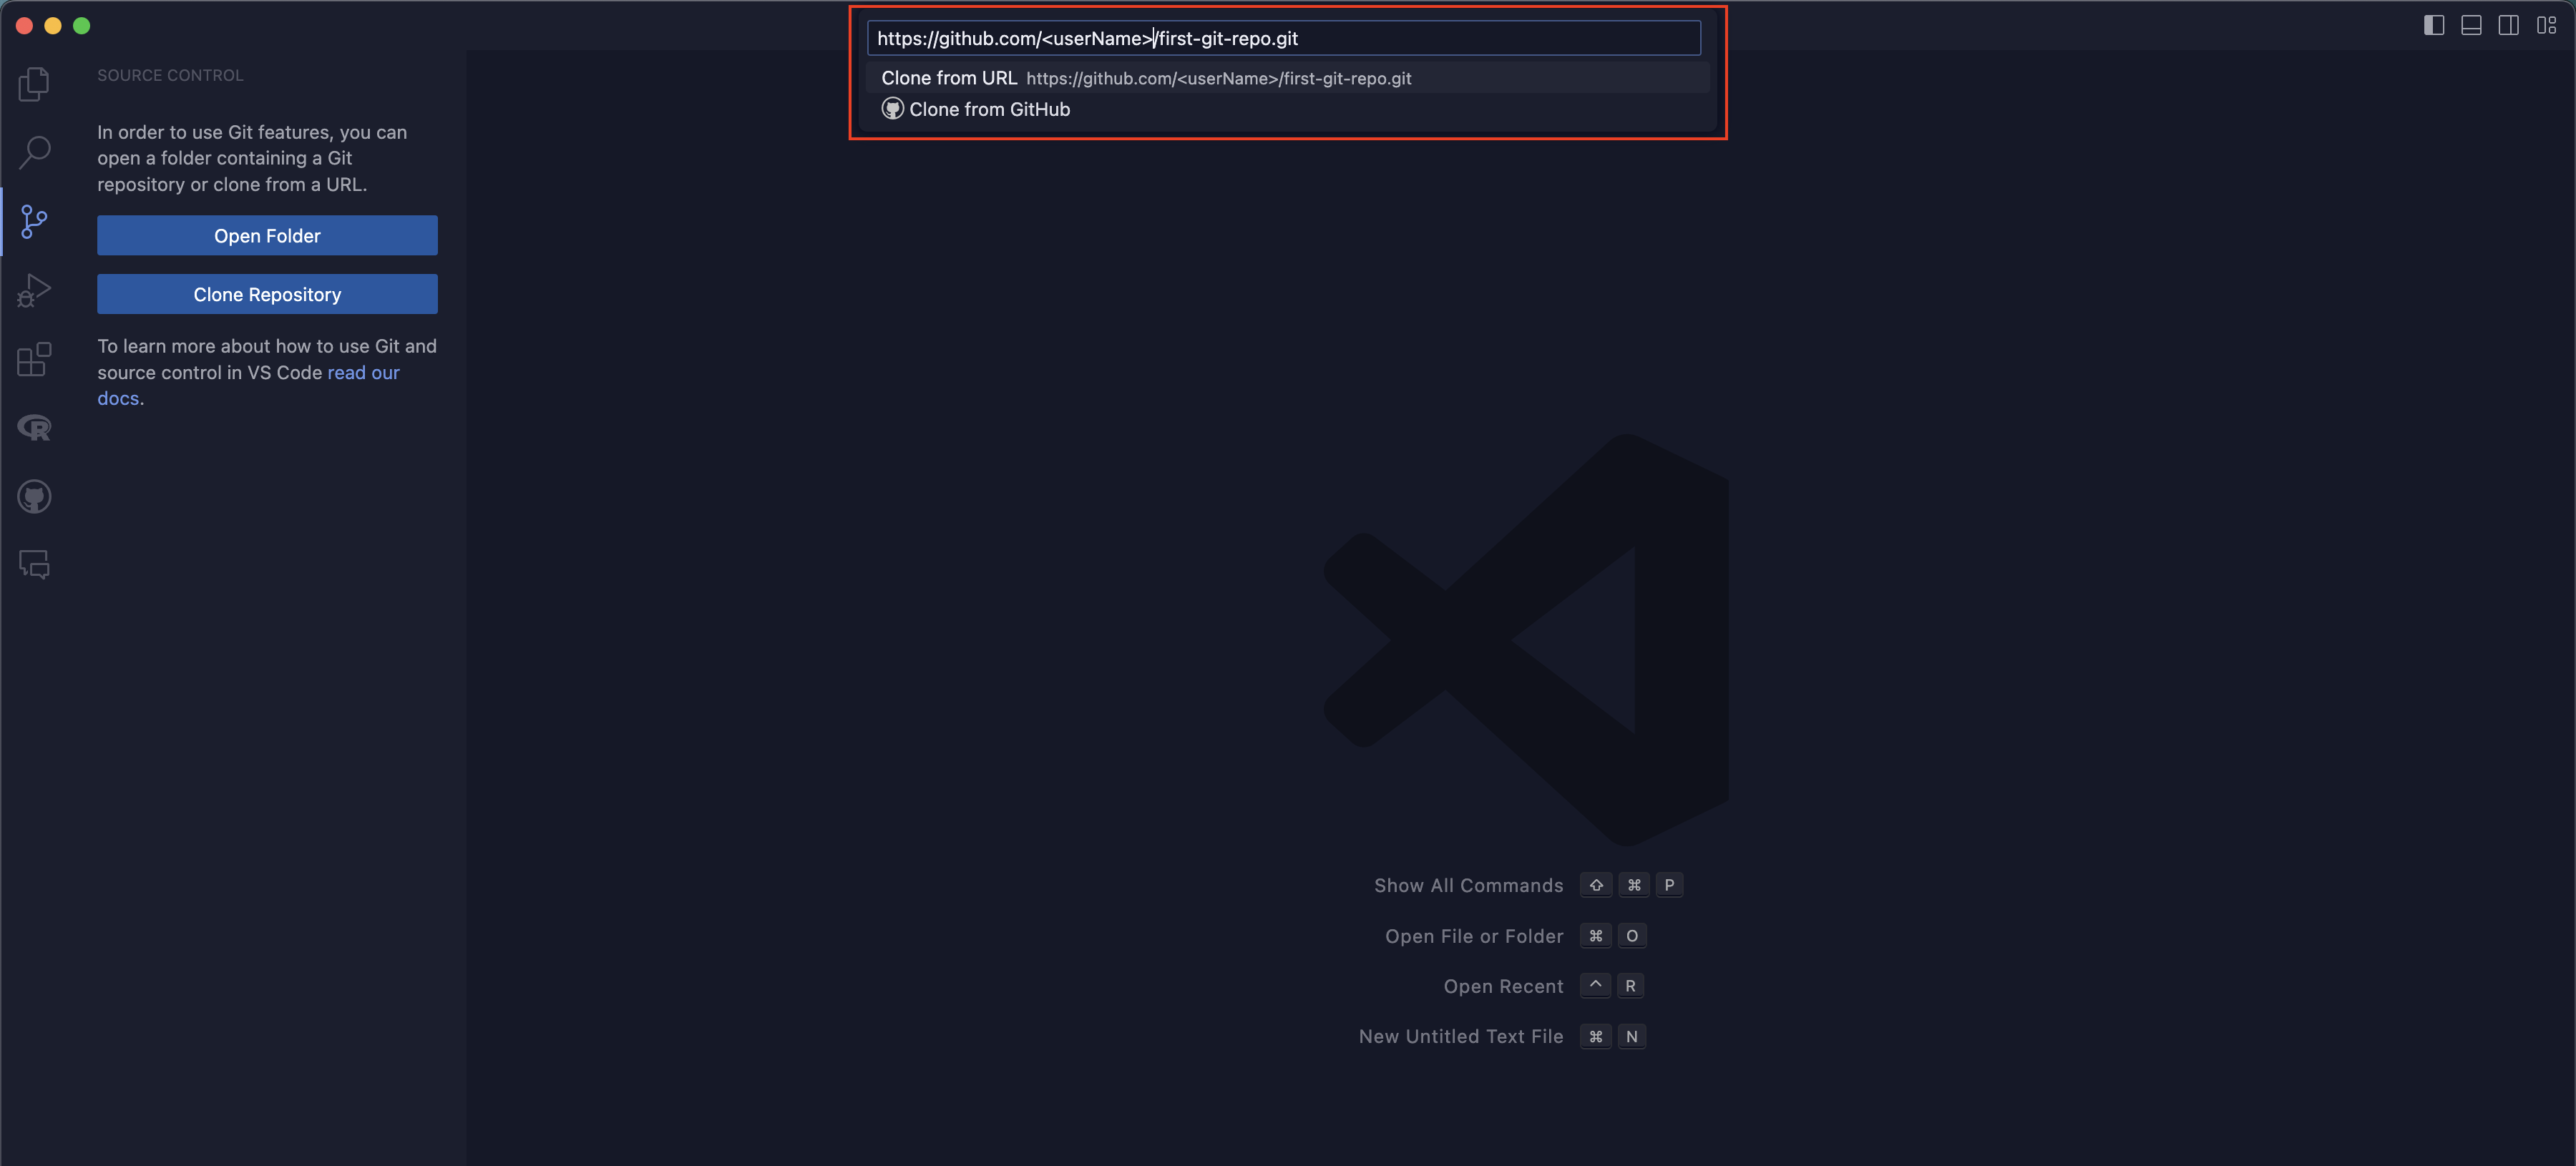 https://github.com/<userName>/first-git-repo.git
Clone from URL https://github.com/<userName>/first-git-repo.git
Clone from GitHub
SOURCE CONTROL
In order to use Git features, you can
open a folder containing a Git
repository or clone from a URL.
Open Folder
Clone Repository
To learn more about how to use Git and
source control in VS Code read our
docs.
R
Show All Commands ⇧ ⌘ P
Open File or Folder ⌘ O
Open Recent ^ R
New Untitled Text File ⌘ N